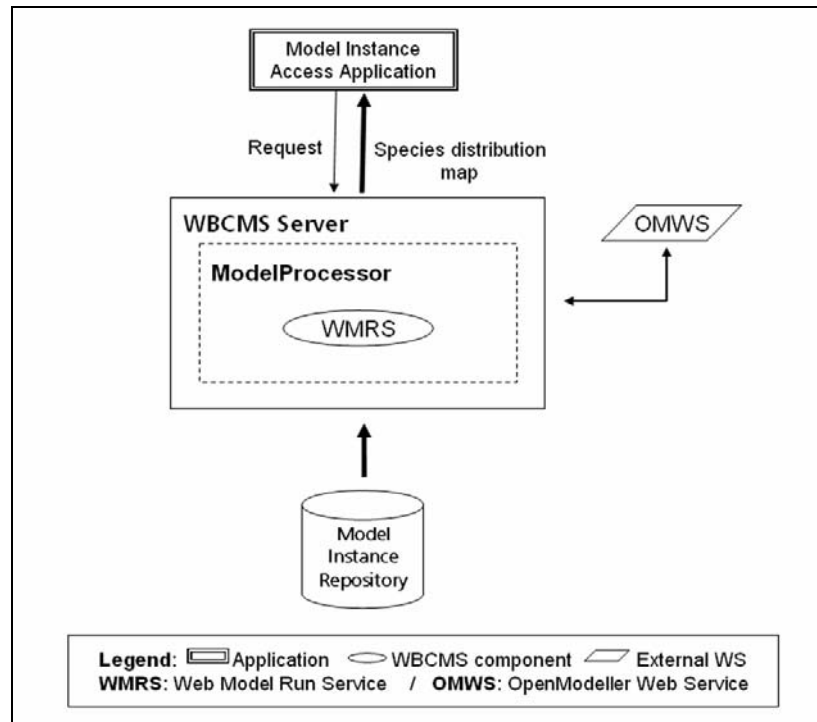 Model Instance
Access Application
Request
Species distribution
map
WBCMS Server
OMWS
ModelProcessor
WMRS
Model
Instance
Repository
Legend: Application WBCMS component External WS
WMRS: Web Model Run Service / OMWS: OpenModeller Web Service